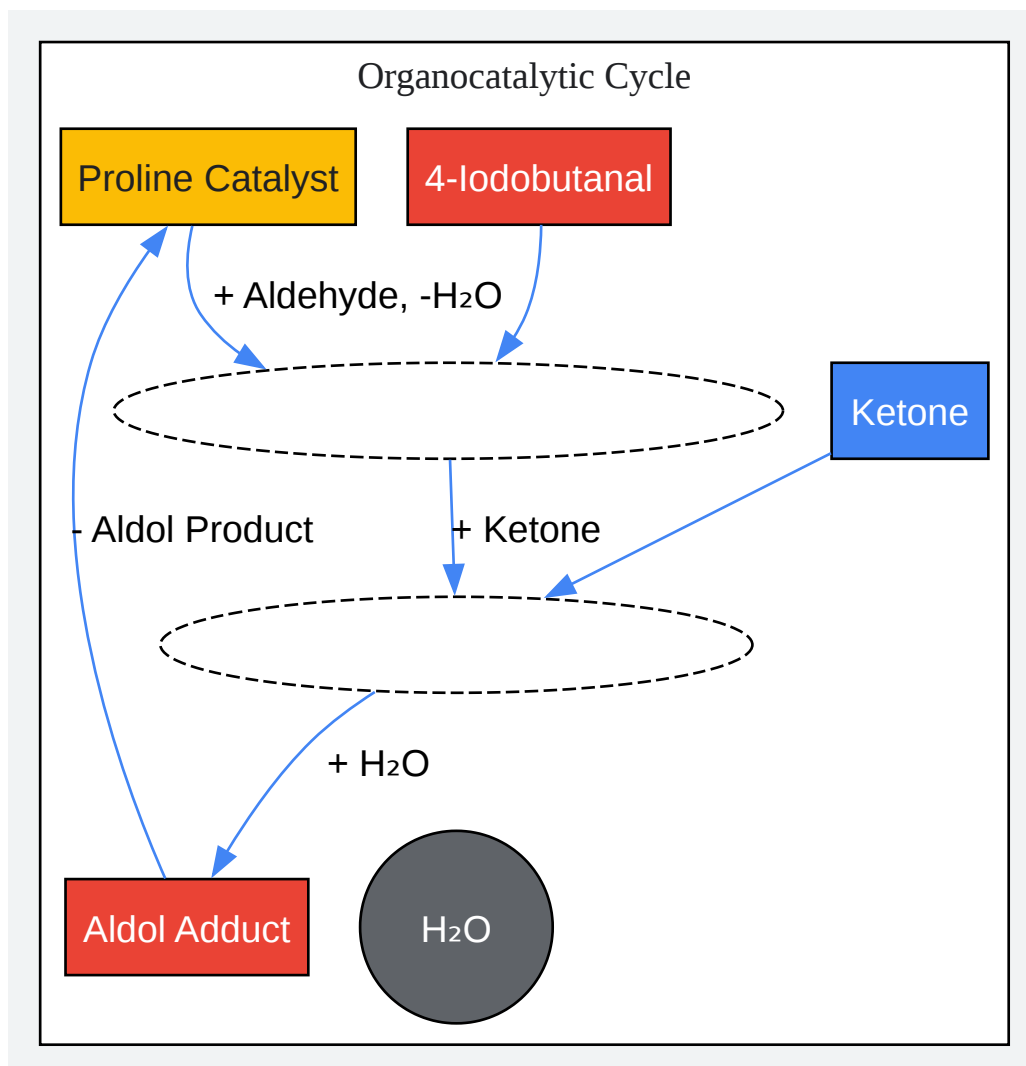 Organocatalytic Cycle
Proline Catalyst
4-Iodobutanal
+ Aldehyde, -H₂O
Ketone
- Aldol Product
+ Ketone
+ H₂O
Aldol Adduct
H₂O